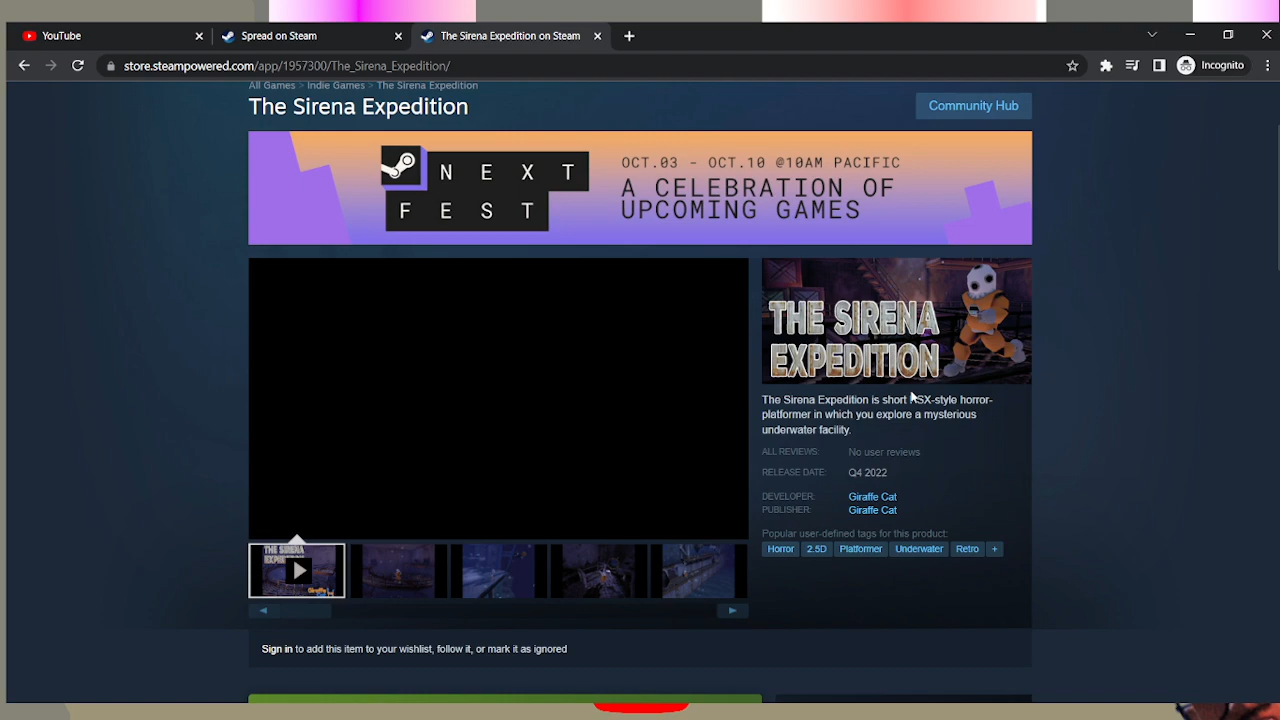 YouTube
Spread on Steam
The Sirena Expedition on Steam
store.steampowered.com/app/1957300/The_Sirena_Expedition/
Incognito
All Games > Indie Games > The Sirena Expedition
The Sirena Expedition
Community Hub
NEXT
FEST
OCT.03 - OCT.10 @10AM PACIFIC
A CELEBRATION OF
UPCOMING GAMES
THE SIRENA
EXPEDITION
The Sirena Expedition is short PSX-style horror-
platformer in which you explore a mysterious
underwater facility.
ALL REVIEWS: No user reviews
RELEASE DATE: Q4 2022
DEVELOPER: Giraffe Cat
PUBLISHER: Giraffe Cat
Popular user-defined tags for this product:
Horror 2.5D Platformer Underwater Retro +
THE SIRENA
Sign in to add this item to your wishlist, follow it, or mark it as ignored